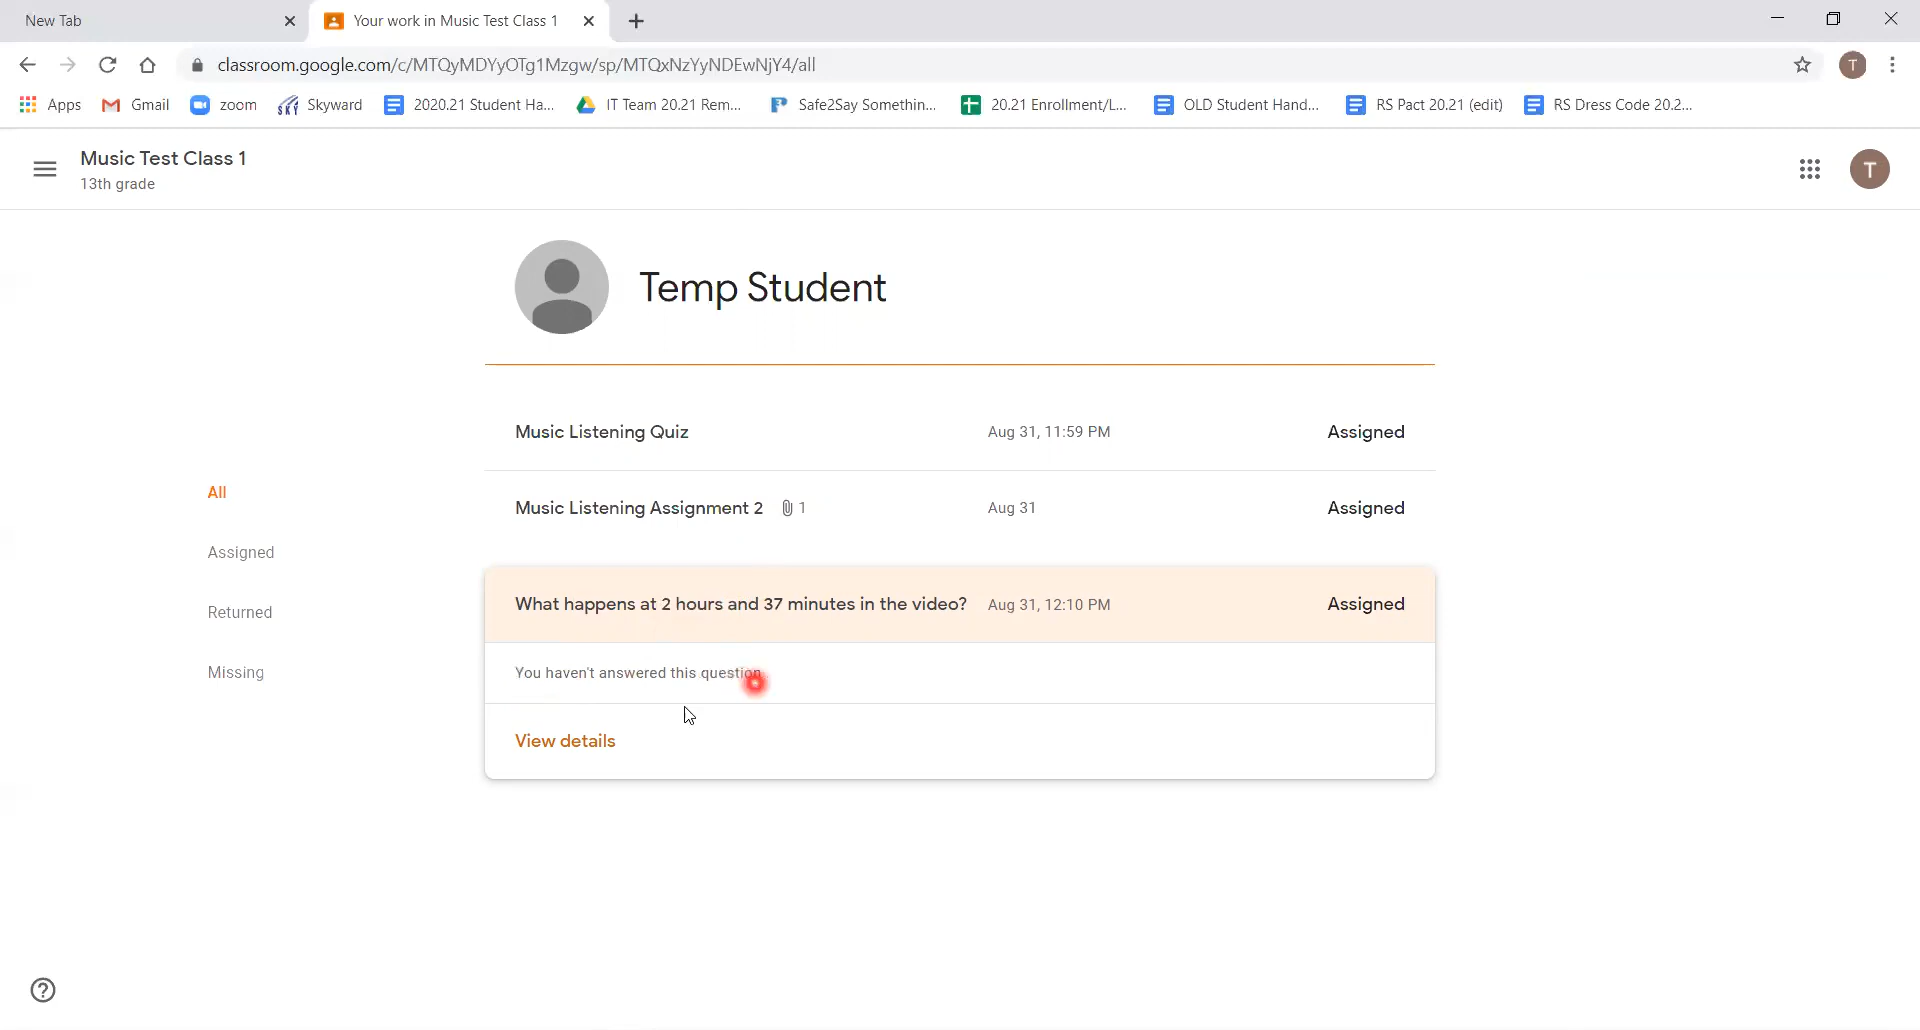 New Tab
Your work in Music Test Class 1
classroom.google.com/c/MTQyMDYyOTg1Mzgw/sp/MTQxNzYyNDEwNjY4/all
T
Apps
Gmail
zoom
Skyward
2020.21 Student Ha...
IT Team 20.21 Rem...
Safe2Say Somethin...
20.21 Enrollment/L...
OLD Student Hand...
RS Pact 20.21 (edit)
RS Dress Code 20.2...
Music Test Class 1
13th grade
T
Temp Student
Music Listening Quiz Aug 31, 11:59 PM Assigned
All
Music Listening Assignment 2 1 Aug 31 Assigned
Assigned
What happens at 2 hours and 37 minutes in the video? Aug 31, 12:10 PM Assigned
Returned
You haven't answered this question
Missing
View details